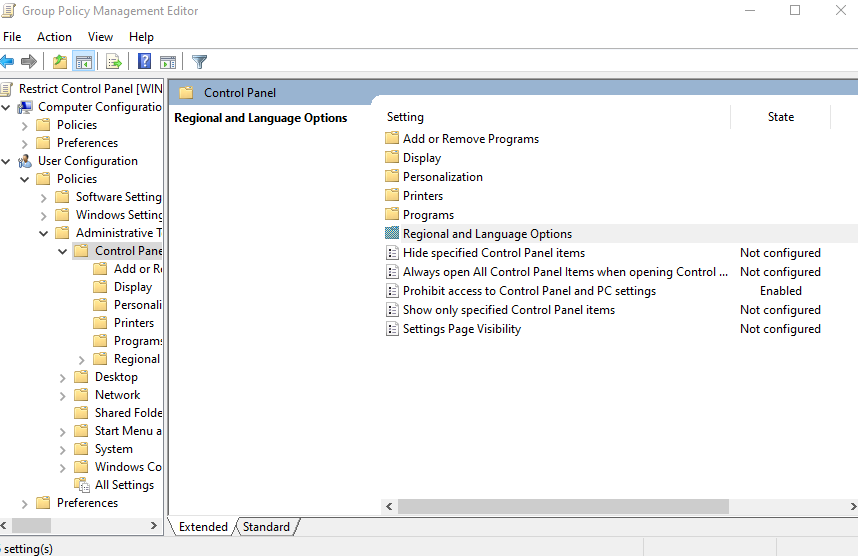 Group Policy Management Editor
File Action View Help
Restrict Control Panel [WIN
Computer Configuratio
Policies
Preferences
User Configuration
Policies
Software Setting
Windows Setting
Administrative T
Control Pane
Add or Re
Display
Personali
Printers
Programs
Regional
Desktop
Network
Shared Folde
Start Menu a
System
Windows Co
All Settings
Preferences
Control Panel
Regional and Language Options
Setting State
Add or Remove Programs
Display
Personalization
Printers
Programs
Regional and Language Options
Hide specified Control Panel items Not configured
Always open All Control Panel Items when opening Control ... Not configured
Prohibit access to Control Panel and PC settings Enabled
Show only specified Control Panel items Not configured
Settings Page Visibility Not configured
Extended Standard
setting(s)